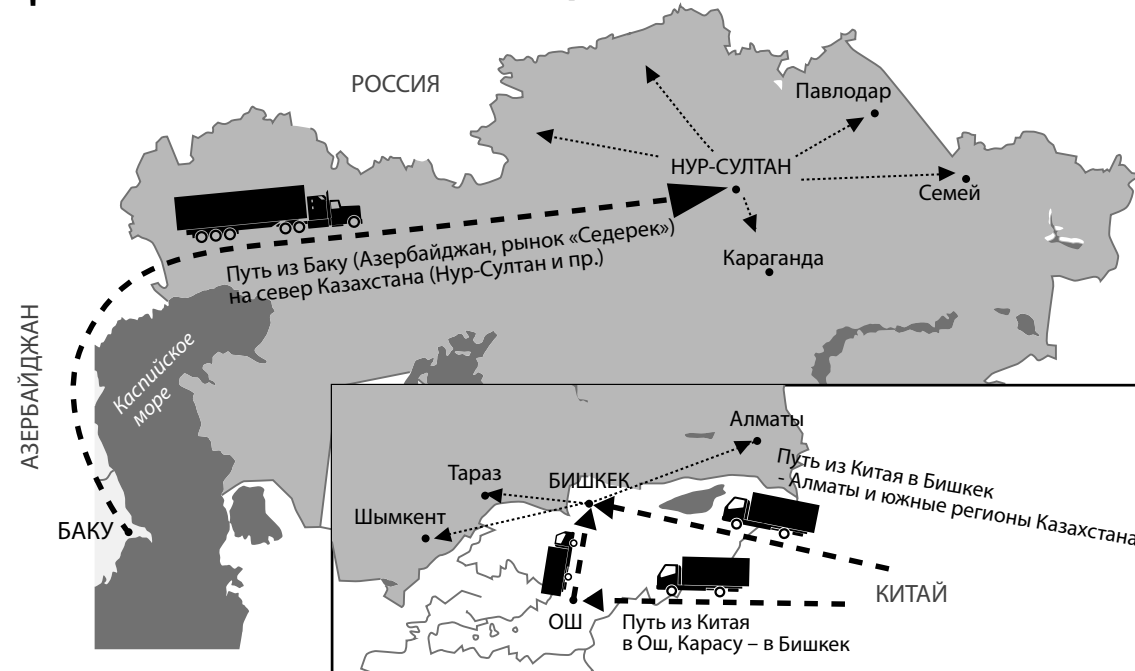 РОССИЯ
Павлодар
НУР-СУЛТАН
Семей
Караганда
Путь из Баку (Азербайджан, рынок «Седерек»)
на север Казахстана (Нур-Султан и пр.)
АЗЕРБАЙДЖАН
Каспийское
море
БАКУ
Алматы
Тараз
БИШКЕК
Шымкент
Путь из Китая в Бишкек
- Алматы и южные регионы Казахстана
КИТАЙ
ОШ
Путь из Китая
в Ош, Карасу – в Бишкек